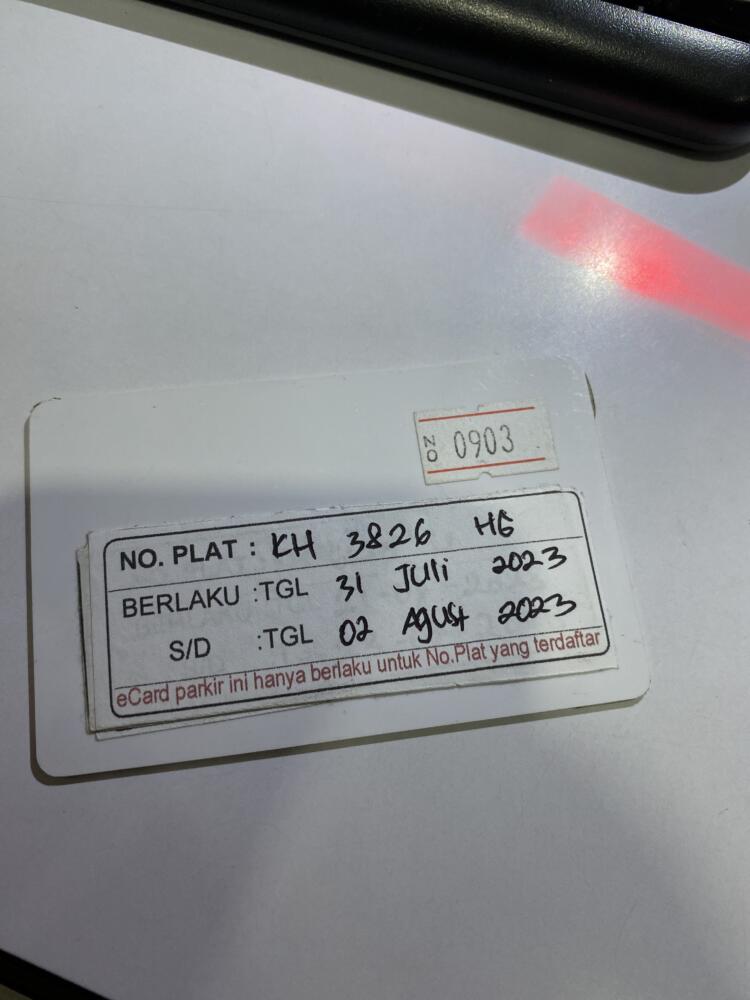 NO 0903
NO. PLAT : KH 3826 HG
BERLAKU :TGL 31 Juli 2023
S/D :TGL 02 Agust 2023
eCard parkir ini hanya berlaku untuk No.Plat yang terdaftar